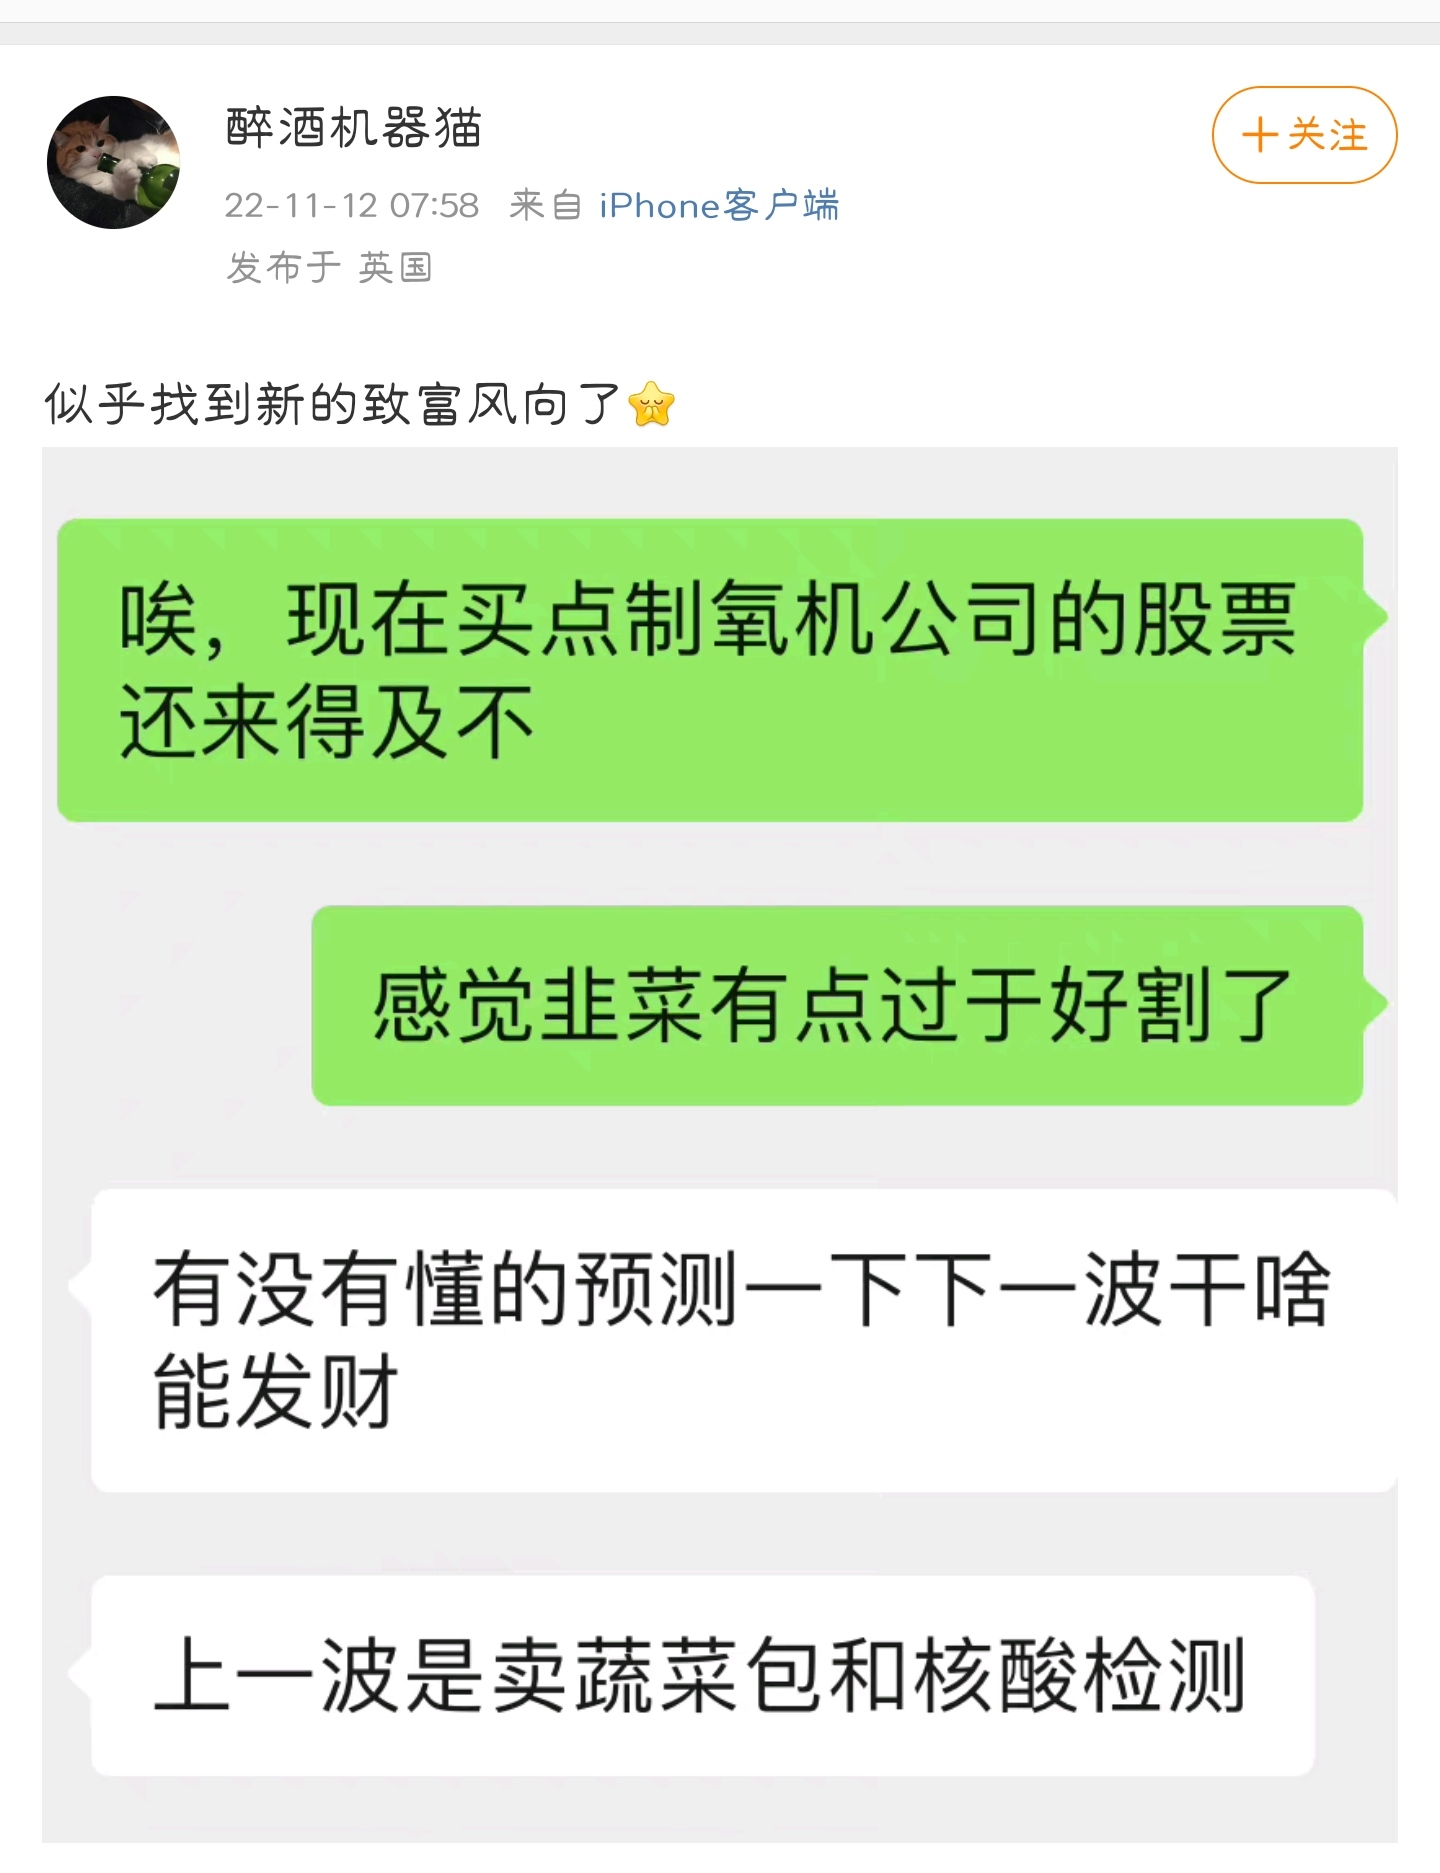 醉酒机器猫
22-11-12 07:58 来自 iPhone客户端
发布于 英国
十关注
似乎找到新的致富风向了
唉，现在买点制氧机公司的股票
还来得及不
感觉韭菜有点过于好割了
有没有懂的预测一下下一波干啥
能发财
上一波是卖蔬菜包和核酸检测